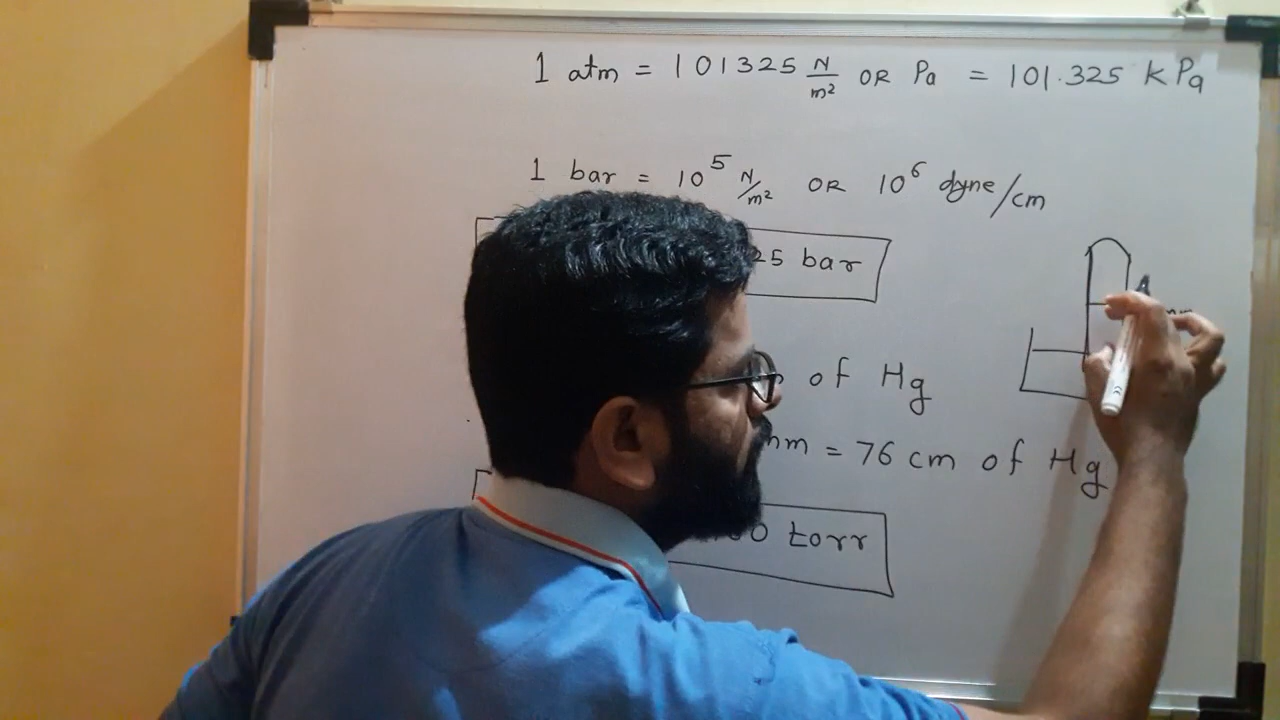 1 atm = 101325 N/m² OR Pa = 101.325 kPa
1 bar = 10⁵ N/m² OR 10⁶ dyne/cm
25 bar
of Hg
mm = 76 cm of Hg
torr